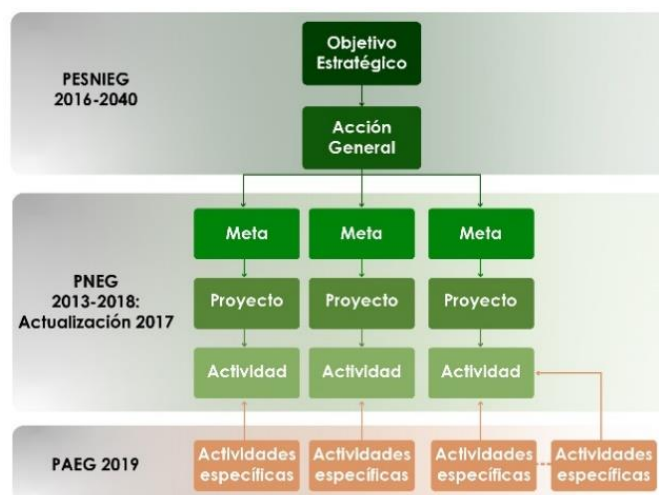 PESNIEG
2016-2040
Objetivo
Estratégico
Acción
General
PNEG
2013-2018:
Actualización 2017
Meta
Meta
Meta
Proyecto
Proyecto
Proyecto
Actividad
Actividad
Actividad
PAEG 2019
Actividades
específicas
Actividades
específicas
Actividades
específicas
Actividades
específicas